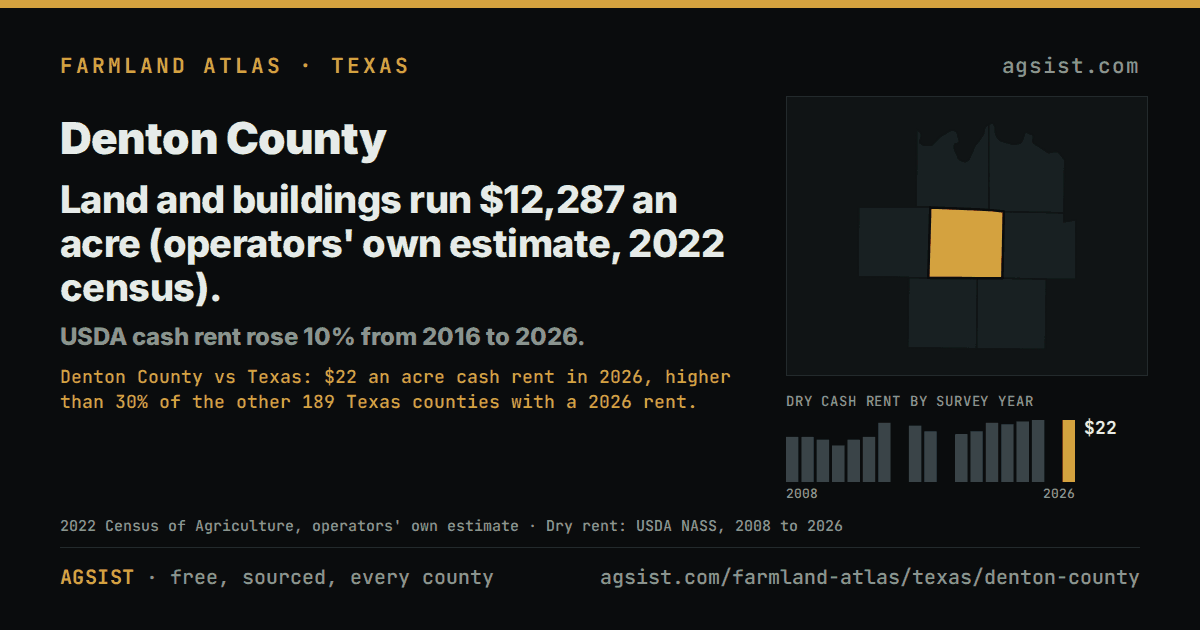 FARMLAND ATLAS · TEXAS
agsist.com
Denton County
Land and buildings run $12,287 an
acre (operators' own estimate, 2022
census).
USDA cash rent rose 10% from 2016 to 2026.
Denton County vs Texas: $22 an acre cash rent in 2026, higher
than 30% of the other 189 Texas counties with a 2026 rent.
DRY CASH RENT BY SURVEY YEAR
$22
2008
2026
2022 Census of Agriculture, operators' own estimate · Dry rent: USDA NASS, 2008 to 2026
AGSIST · free, sourced, every county
agsist.com/farmland-atlas/texas/denton-county